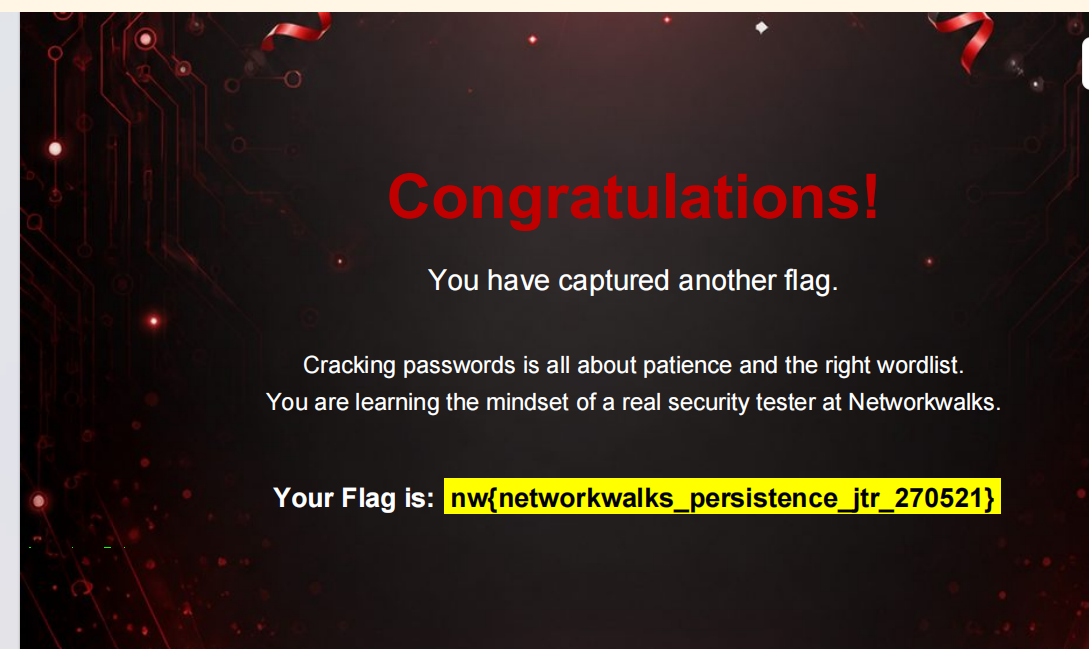 Congratulations!
You have captured another flag.
Cracking passwords is all about patience and the right wordlist.
You are learning the mindset of a real security tester at Networkwalks.
Your Flag is: nw{networkwalks_persistence_jtr_270521}